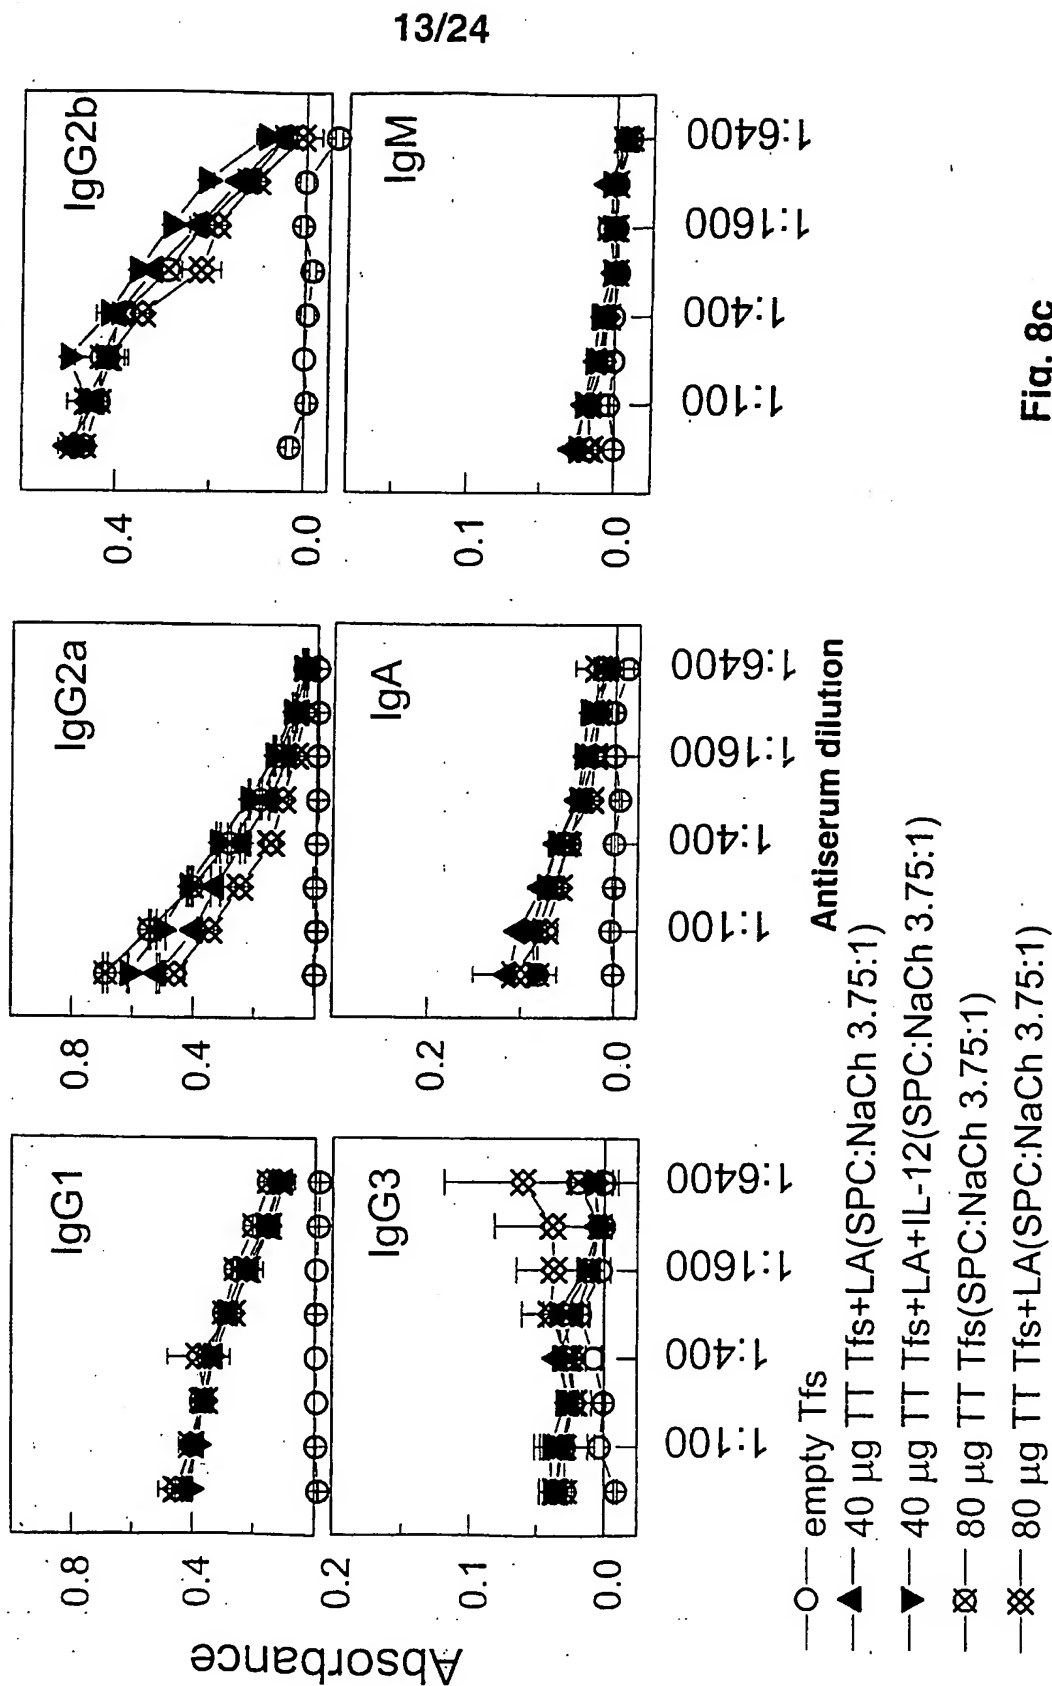 13/24
IgG1
IgG2a
IgG2b
0.8
0.4
0.8
0.4
0.4
0.0
IgG3
IgA
IgM
0.2
0.0
0.2
0.0
0.1
0.0
1:100
1:400
1:1600
1:6400
1:100
1:400
1:1600
1:6400
1:100
1:400
1:1600
1:6400
Absorbance
Antiserum dilution
empty Tfs
40 µg TT Tfs+LA(SPC:NaCh 3.75:1)
40 µg TT Tfs+LA+IL-12(SPC:NaCh 3.75:1)
80 µg TT Tfs(SPC:NaCh 3.75:1)
80 µg TT Tfs+LA(SPC:NaCh 3.75:1)
Fig. 8c